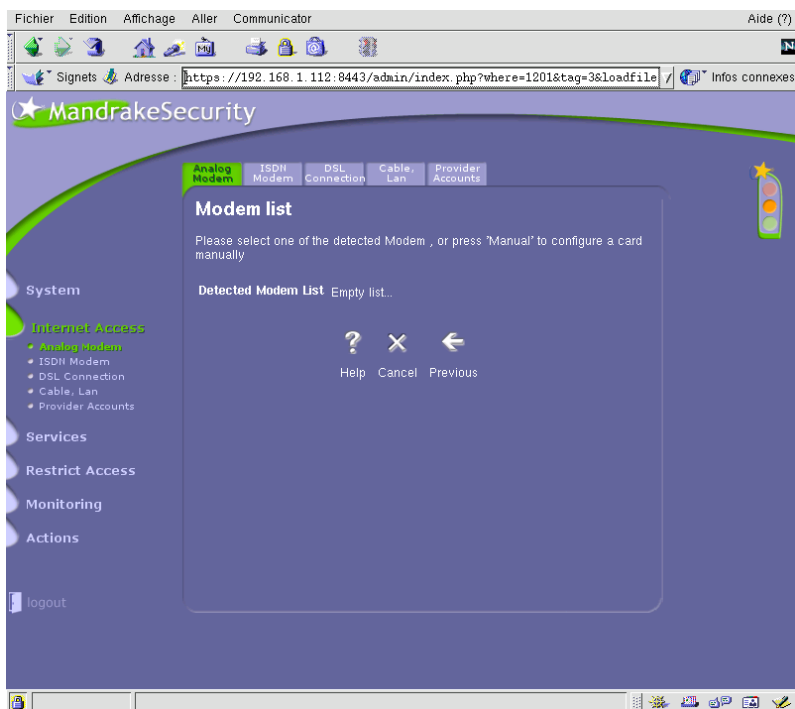 Fichier Edition Affichage Aller Communicator Aide (?)
Signets Adresse : https://192.168.1.112:8443/admin/index.php?where=1201&tag=3&loadfile Infos connexes
MandrakeSecurity
Analog Modem
ISDN Modem
DSL Connection
Cable, Lan
Provider Accounts
Modem list
Please select one of the detected Modem , or press 'Manual' to configure a card
manually
Detected Modem List Empty list...
Help Cancel Previous
System
Internet Access
Analog Modem
ISDN Modem
DSL Connection
Cable, Lan
Provider Accounts
Services
Restrict Access
Monitoring
Actions
logout